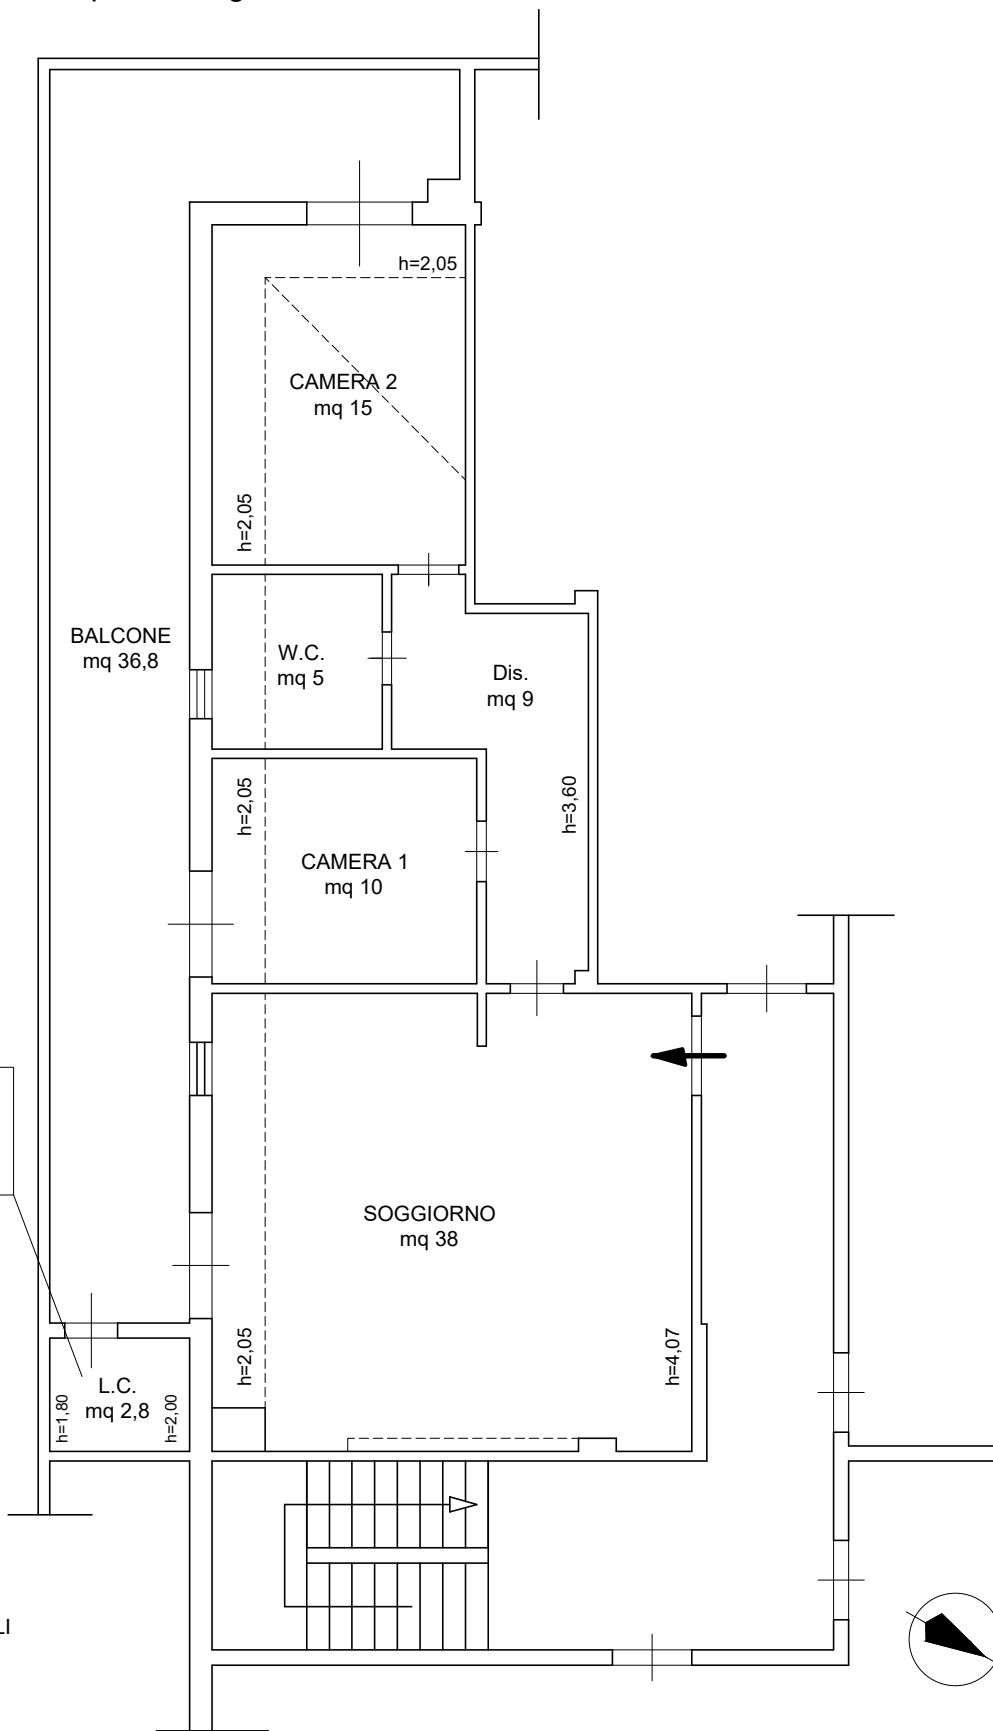 h=2,05
CAMERA 2
mq 15
h=2,05
BALCONE
mq 36,8
W.C.
mq 5
Dis.
mq 9
h=2,05
h=3,60
CAMERA 1
mq 10
SOGGIORNO
mq 38
h=2,05
h=4,07
L.C.
mq 2,8
h=1,80
h=2,00